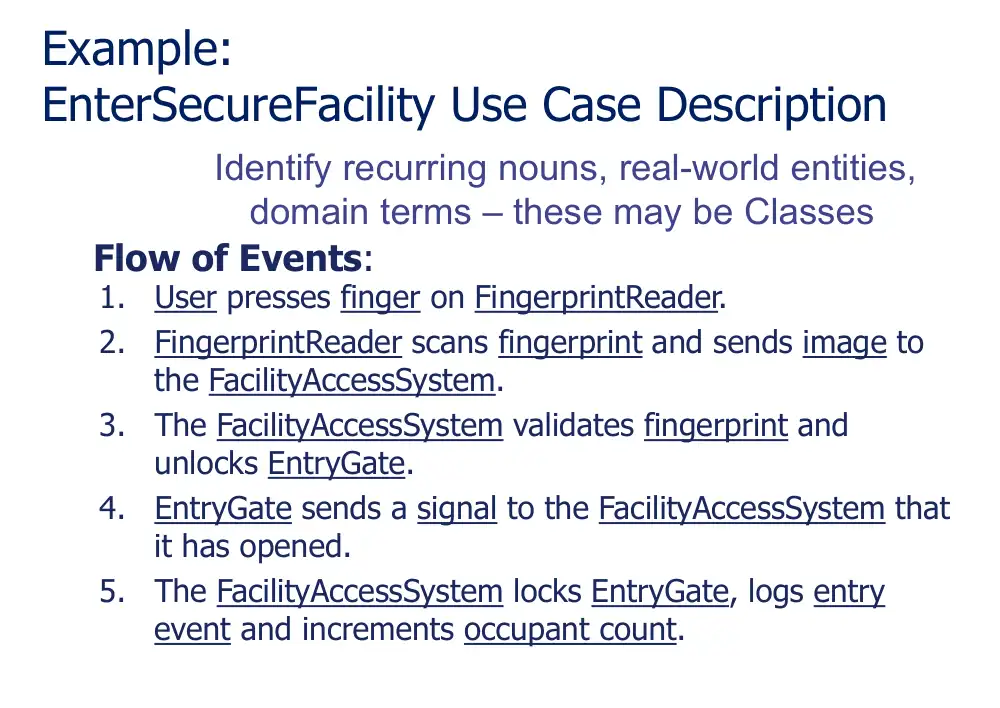 Example:
EnterSecureFacility Use Case Description
Identify recurring nouns, real-world entities,
domain terms – these may be Classes
Flow of Events:
1. User presses finger on FingerprintReader.
2. FingerprintReader scans fingerprint and sends image to
the FacilityAccessSystem.
3. The FacilityAccessSystem validates fingerprint and
unlocks EntryGate.
4. EntryGate sends a signal to the FacilityAccessSystem that
it has opened.
5. The FacilityAccessSystem locks EntryGate, logs entry
event and increments occupant count.